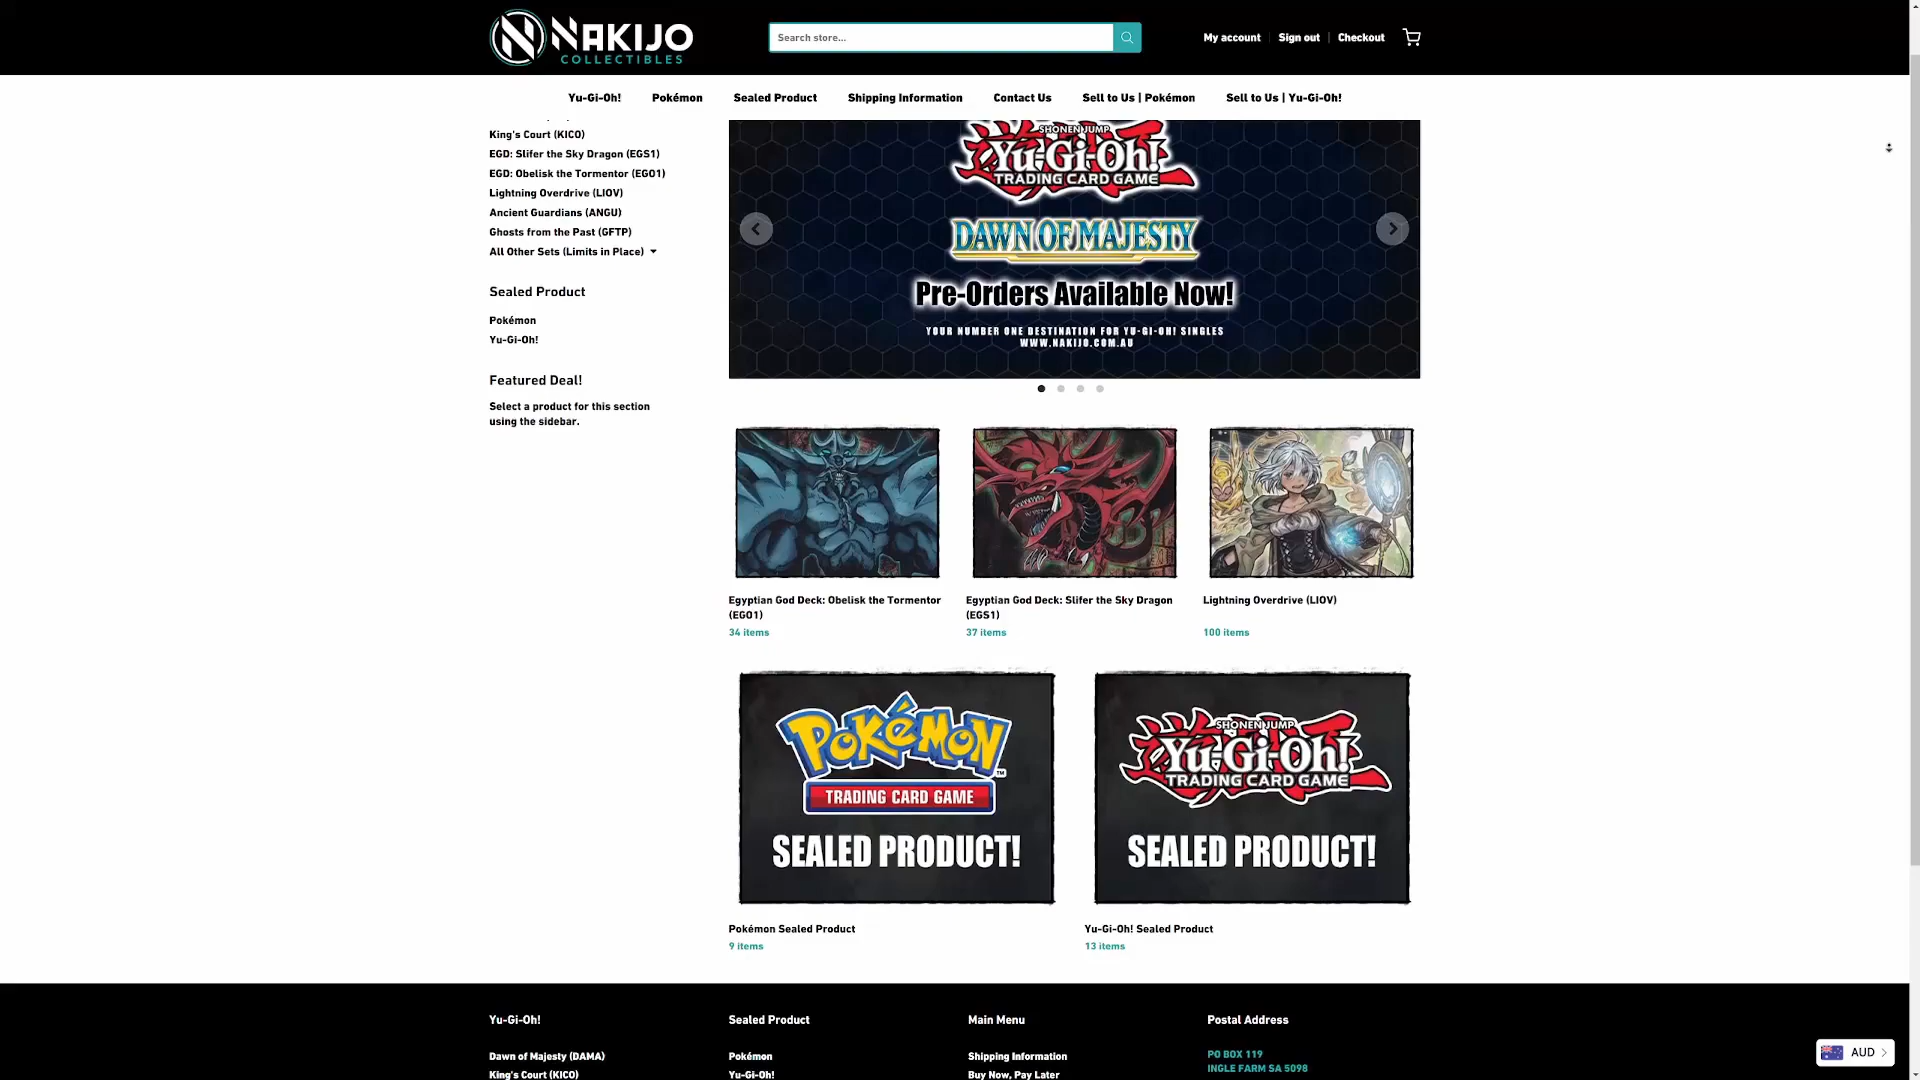 NAKIJO
COLLECTIBLES
Search store...
My account
Sign out
Checkout
Yu-Gi-Oh!
Pokémon
Sealed Product
Shipping Information
Contact Us
Sell to Us | Pokémon
Sell to Us | Yu-Gi-Oh!
King's Court (KICO)
EGD: Slifer the Sky Dragon (EGS1)
EGD: Obelisk the Tormentor (EGO1)
Lightning Overdrive (LIOV)
Ancient Guardians (ANGU)
Ghosts from the Past (GFTP)
All Other Sets (Limits in Place)
Sealed Product
Pokémon
Yu-Gi-Oh!
Featured Deal!
Select a product for this section
using the sidebar.
SHONEN JUMP
Yu-Gi-Oh!
TRADING CARD GAME
DAWN OF MAJESTY
Pre-Orders Available Now!
YOUR NUMBER ONE DESTINATION FOR YU-GI-OH! SINGLES
WWW.NAKIJO.COM.AU
Egyptian God Deck: Obelisk the Tormentor
(EGO1)
34 items
Egyptian God Deck: Slifer the Sky Dragon
(EGS1)
37 items
Lightning Overdrive (LIOV)
100 items
POKéMON
TM
TRADING CARD GAME
SEALED PRODUCT!
Pokémon Sealed Product
9 items
SHONEN JUMP
Yu-Gi-Oh!
TRADING CARD GAME
SEALED PRODUCT!
Yu-Gi-Oh! Sealed Product
13 items
Yu-Gi-Oh!
Dawn of Majesty (DAMA)
King's Court (KICO)
Sealed Product
Pokémon
Yu-Gi-Oh!
Main Menu
Shipping Information
Buy Now, Pay Later
Postal Address
PO BOX 119
INGLE FARM SA 5098
AUD